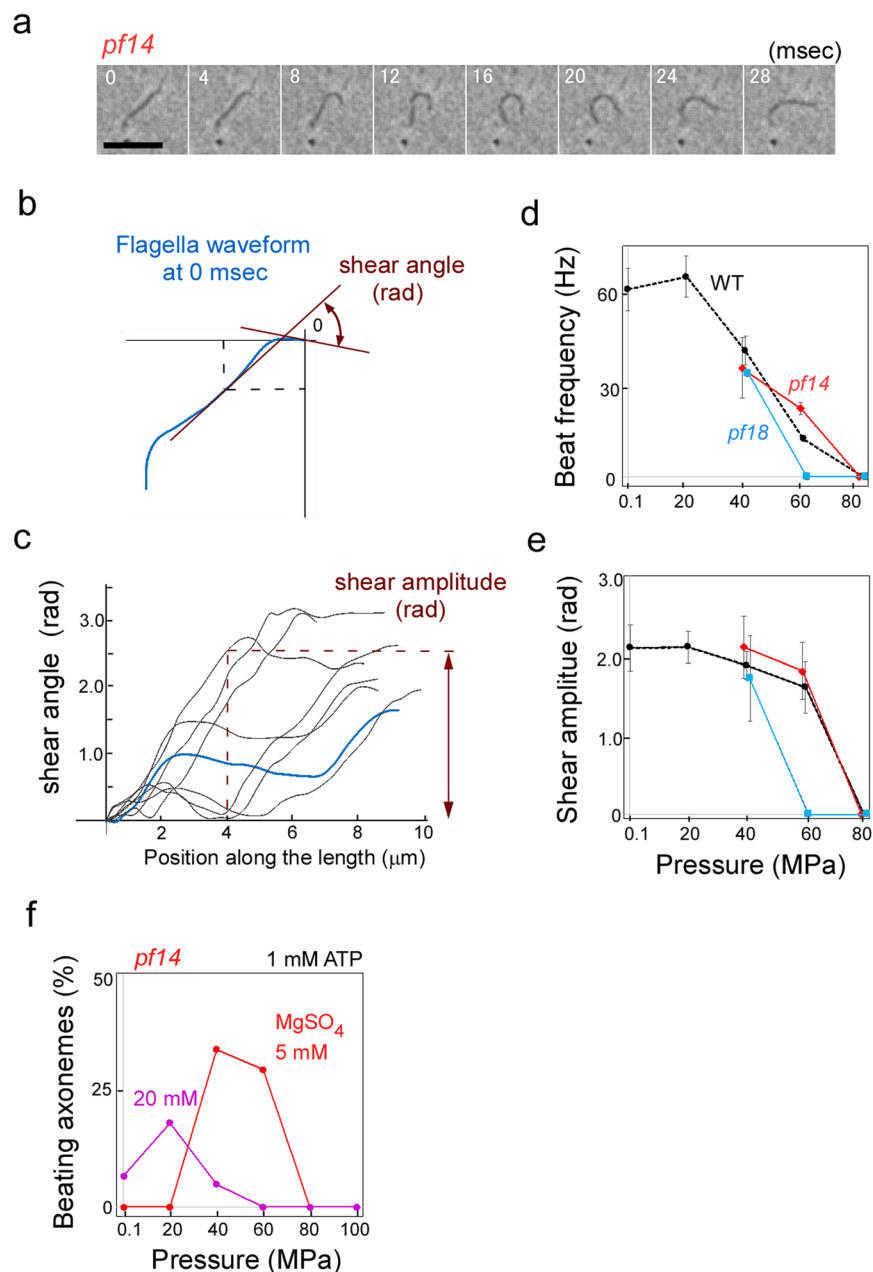 a
pf14
(msec)
0 4 8 12 16 20 24 28
b
Flagella waveform
at 0 msec
shear angle
(rad)
0
c
shear angle (rad)
3.0
2.0
1.0
0
shear amplitude
(rad)
2 4 6 8 10
Position along the length (μm)
d
Beat frequency (Hz)
60
30
0
WT
pf14
pf18
0.1 20 40 60 80
e
Shear amplitue (rad)
3.0
2.0
1.0
0
0.1 20 40 60 80
Pressure (MPa)
f
pf14
1 mM ATP
Beating axonemes (%)
50
25
0
MgSO4
5 mM
20 mM
0.1 20 40 60 80 100
Pressure (MPa)